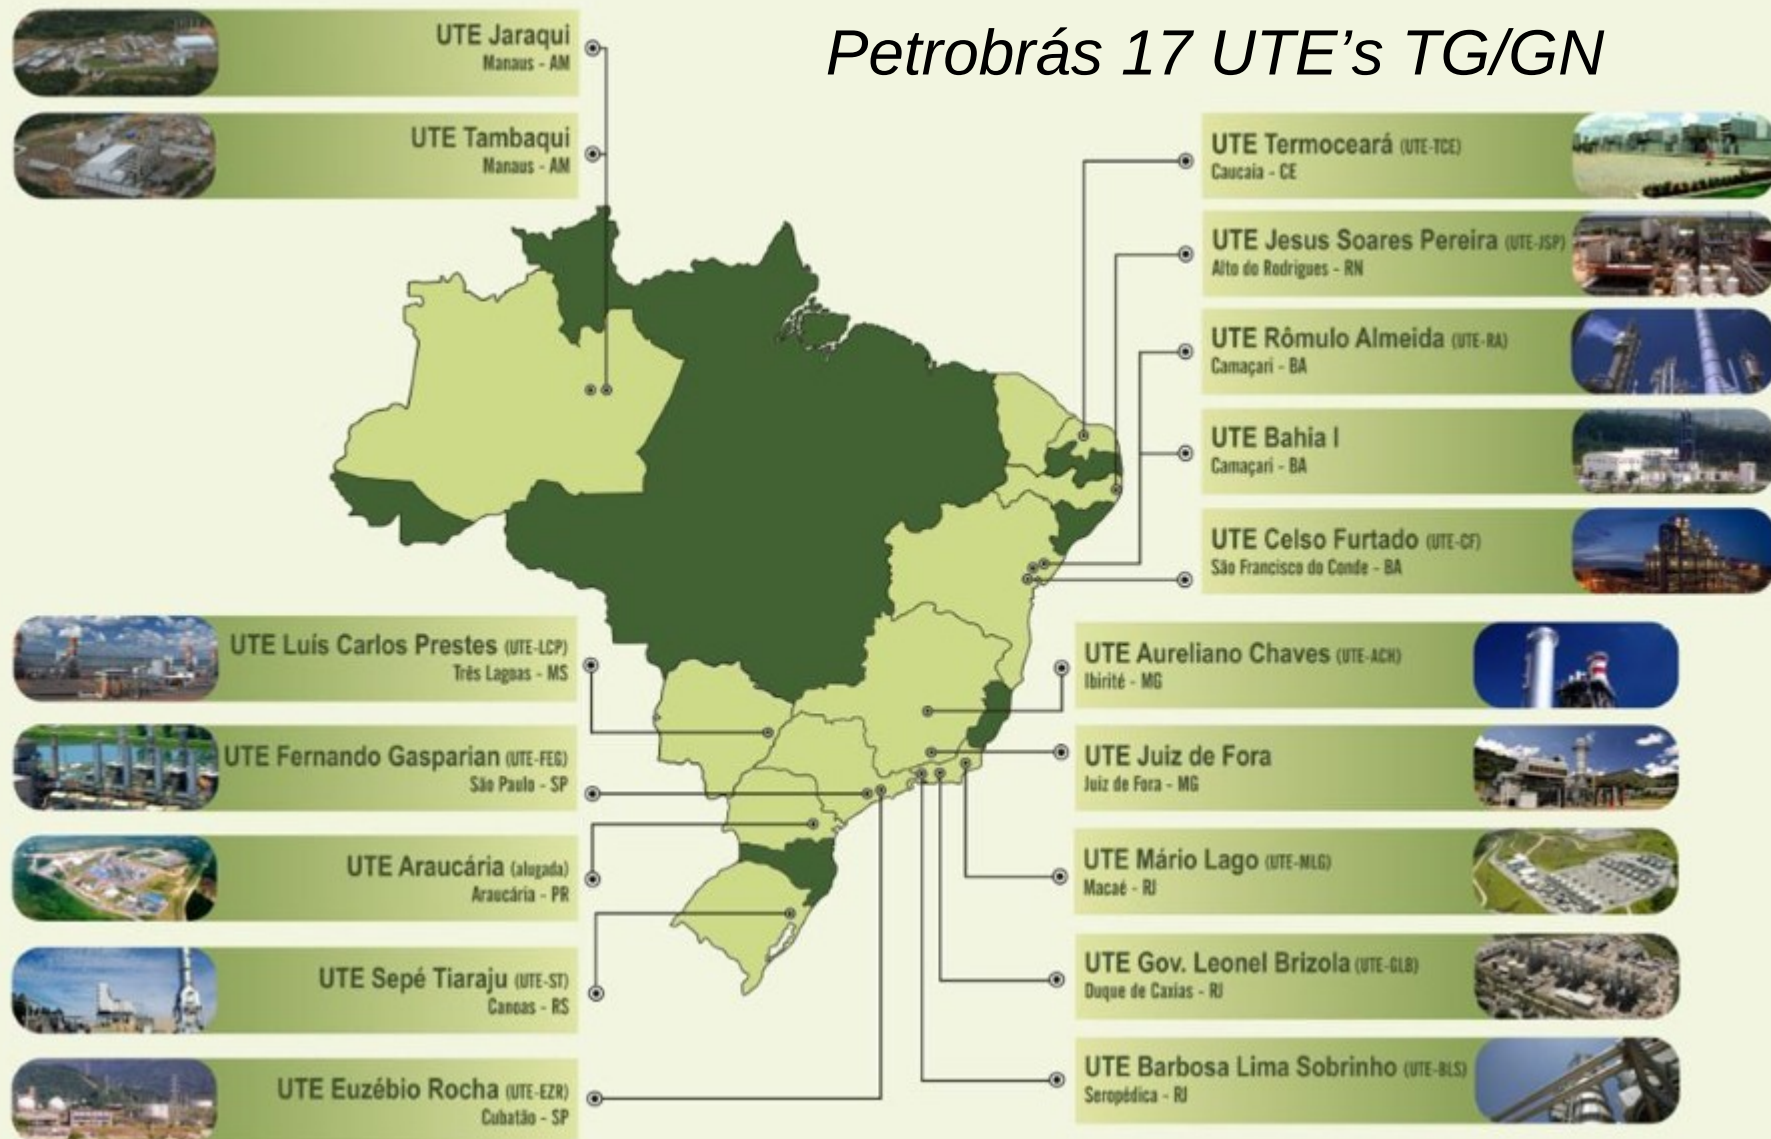 Petrobrás 17 UTE’s TG/GN
UTE Jaraqui
Manaus - AM
UTE Tambaqui
Manaus - AM
UTE Termoceará (UTE-TCE)
Caucaia - CE
UTE Jesus Soares Pereira (UTE-JSP)
Alto do Rodrigues - RN
UTE Rômulo Almeida (UTE-RA)
Camaçari - BA
UTE Bahia I
Camaçari - BA
UTE Celso Furtado (UTE-CF)
São Francisco do Conde - BA
UTE Luís Carlos Prestes (UTE-LCP)
Três Lagoas - MS
UTE Fernando Gasparian (UTE-FEG)
São Paulo - SP
UTE Araucária (alugada)
Araucária - PR
UTE Sepé Tiaraju (UTE-ST)
Canoas - RS
UTE Euzébio Rocha (UTE-EZR)
Cubatão - SP
UTE Aureliano Chaves (UTE-ACH)
Ibirité - MG
UTE Juiz de Fora
Juiz de Fora - MG
UTE Mário Lago (UTE-MLG)
Macaé - RJ
UTE Gov. Leonel Brizola (UTE-GLB)
Duque de Caxias - RJ
UTE Barbosa Lima Sobrinho (UTE-BLS)
Seropédica - RJ